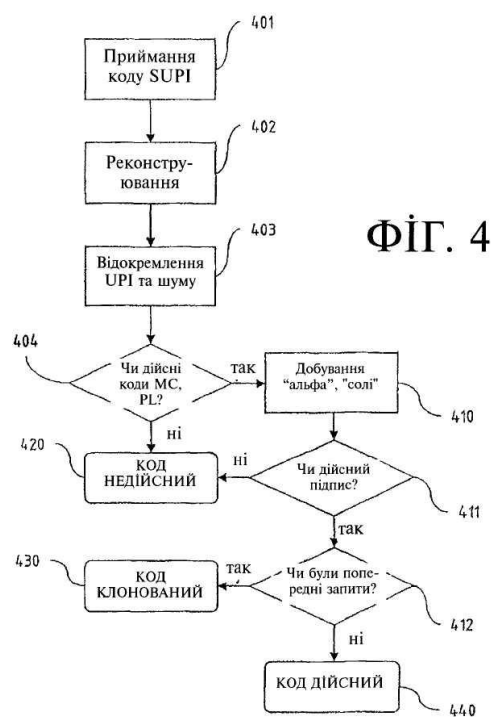 401
Приймання
коду SUPI
402
Реконстру-
ювання
403
Відокремлення
UPI та шуму
ФІГ. 4
404
Чи дійсні
коди МС,
PL?
так
Добування
“альфа”, "солі"
410
ні
420
КОД
НЕДІЙСНИЙ
ні
Чи дійсний
підпис?
411
так
430
КОД
КЛОНОВАНИЙ
так
Чи були попе-
редні запити?
412
ні
КОД ДІЙСНИЙ
440